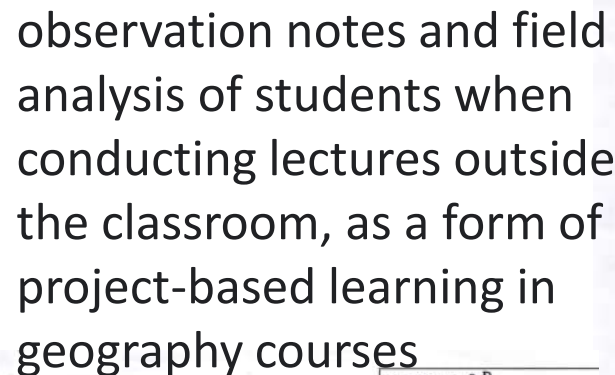 observation notes and field
analysis of students when
conducting lectures outside
the classroom, as a form of
project-based learning in
geography courses